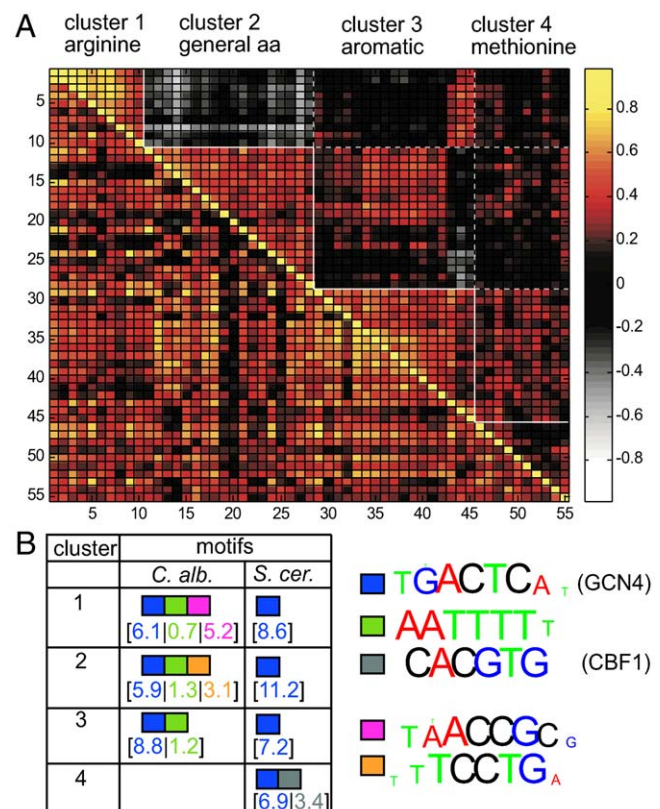 A
cluster 1 cluster 2 cluster 3 cluster 4
arginine general aa aromatic methionine
5
10
15
20
25
30
35
40
45
50
55
5 10 15 20 25 30 35 40 45 50 55
0.8
0.6
0.4
0.2
0
-0.2
-0.4
-0.6
-0.8
B
cluster motifs
C. alb. S. cer.
1
[6.1|0.7|5.2] [8.6]
2
[5.9|1.3|3.1] [11.2]
3
[8.8|1.2] [7.2]
4
[6.9|3.4]
TGACTCAT (GCN4)
AATTTTT
CACGTG (CBF1)
TAACCGCG
TTTCCTGA